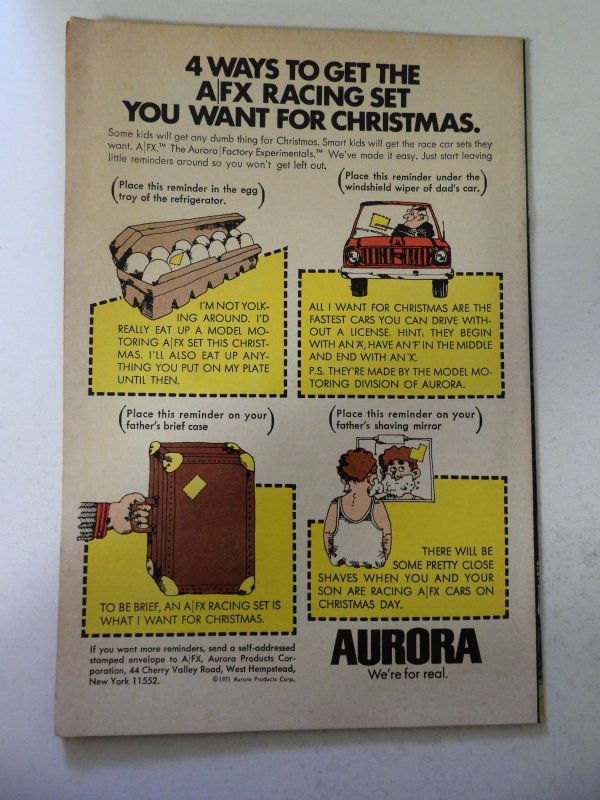 4 WAYS TO GET THE
A|FX RACING SET
YOU WANT FOR CHRISTMAS.
Some kids will get any dumb thing for Christmas. Smart kids will get the race car sets they
want. A|FX,™ The Aurora|Factory Experimentals.™ We've made it easy. Just start leaving
little reminders around so you won't get left out.
(Place this reminder in the egg
tray of the refrigerator.)
I'M NOT YOLK-
ING AROUND. I'D
REALLY EAT UP A MODEL MO-
TORING A|FX SET THIS CHRIST-
MAS. I'LL ALSO EAT UP ANY-
THING YOU PUT ON MY PLATE
UNTIL THEN.
(Place this reminder under the
windshield wiper of dad's car.)
ALL I WANT FOR CHRISTMAS ARE THE
FASTEST CARS YOU CAN DRIVE WITH-
OUT A LICENSE. HINT: THEY BEGIN
WITH AN 'A', HAVE AN 'F' IN THE MIDDLE
AND END WITH AN 'X'.
P.S. THEY'RE MADE BY THE MODEL MO-
TORING DIVISION OF AURORA.
(Place this reminder on your
father's brief case)
TO BE BRIEF, AN A|FX RACING SET IS
WHAT I WANT FOR CHRISTMAS.
(Place this reminder on your
father's shaving mirror)
THERE WILL BE
SOME PRETTY CLOSE
SHAVES WHEN YOU AND YOUR
SON ARE RACING A|FX CARS ON
CHRISTMAS DAY.
If you want more reminders, send a self-addressed
stamped envelope to A|FX, Aurora Products Cor-
poration, 44 Cherry Valley Road, West Hempstead,
New York 11552.
©1971 Aurora Products Corp.
AURORA
We're for real.